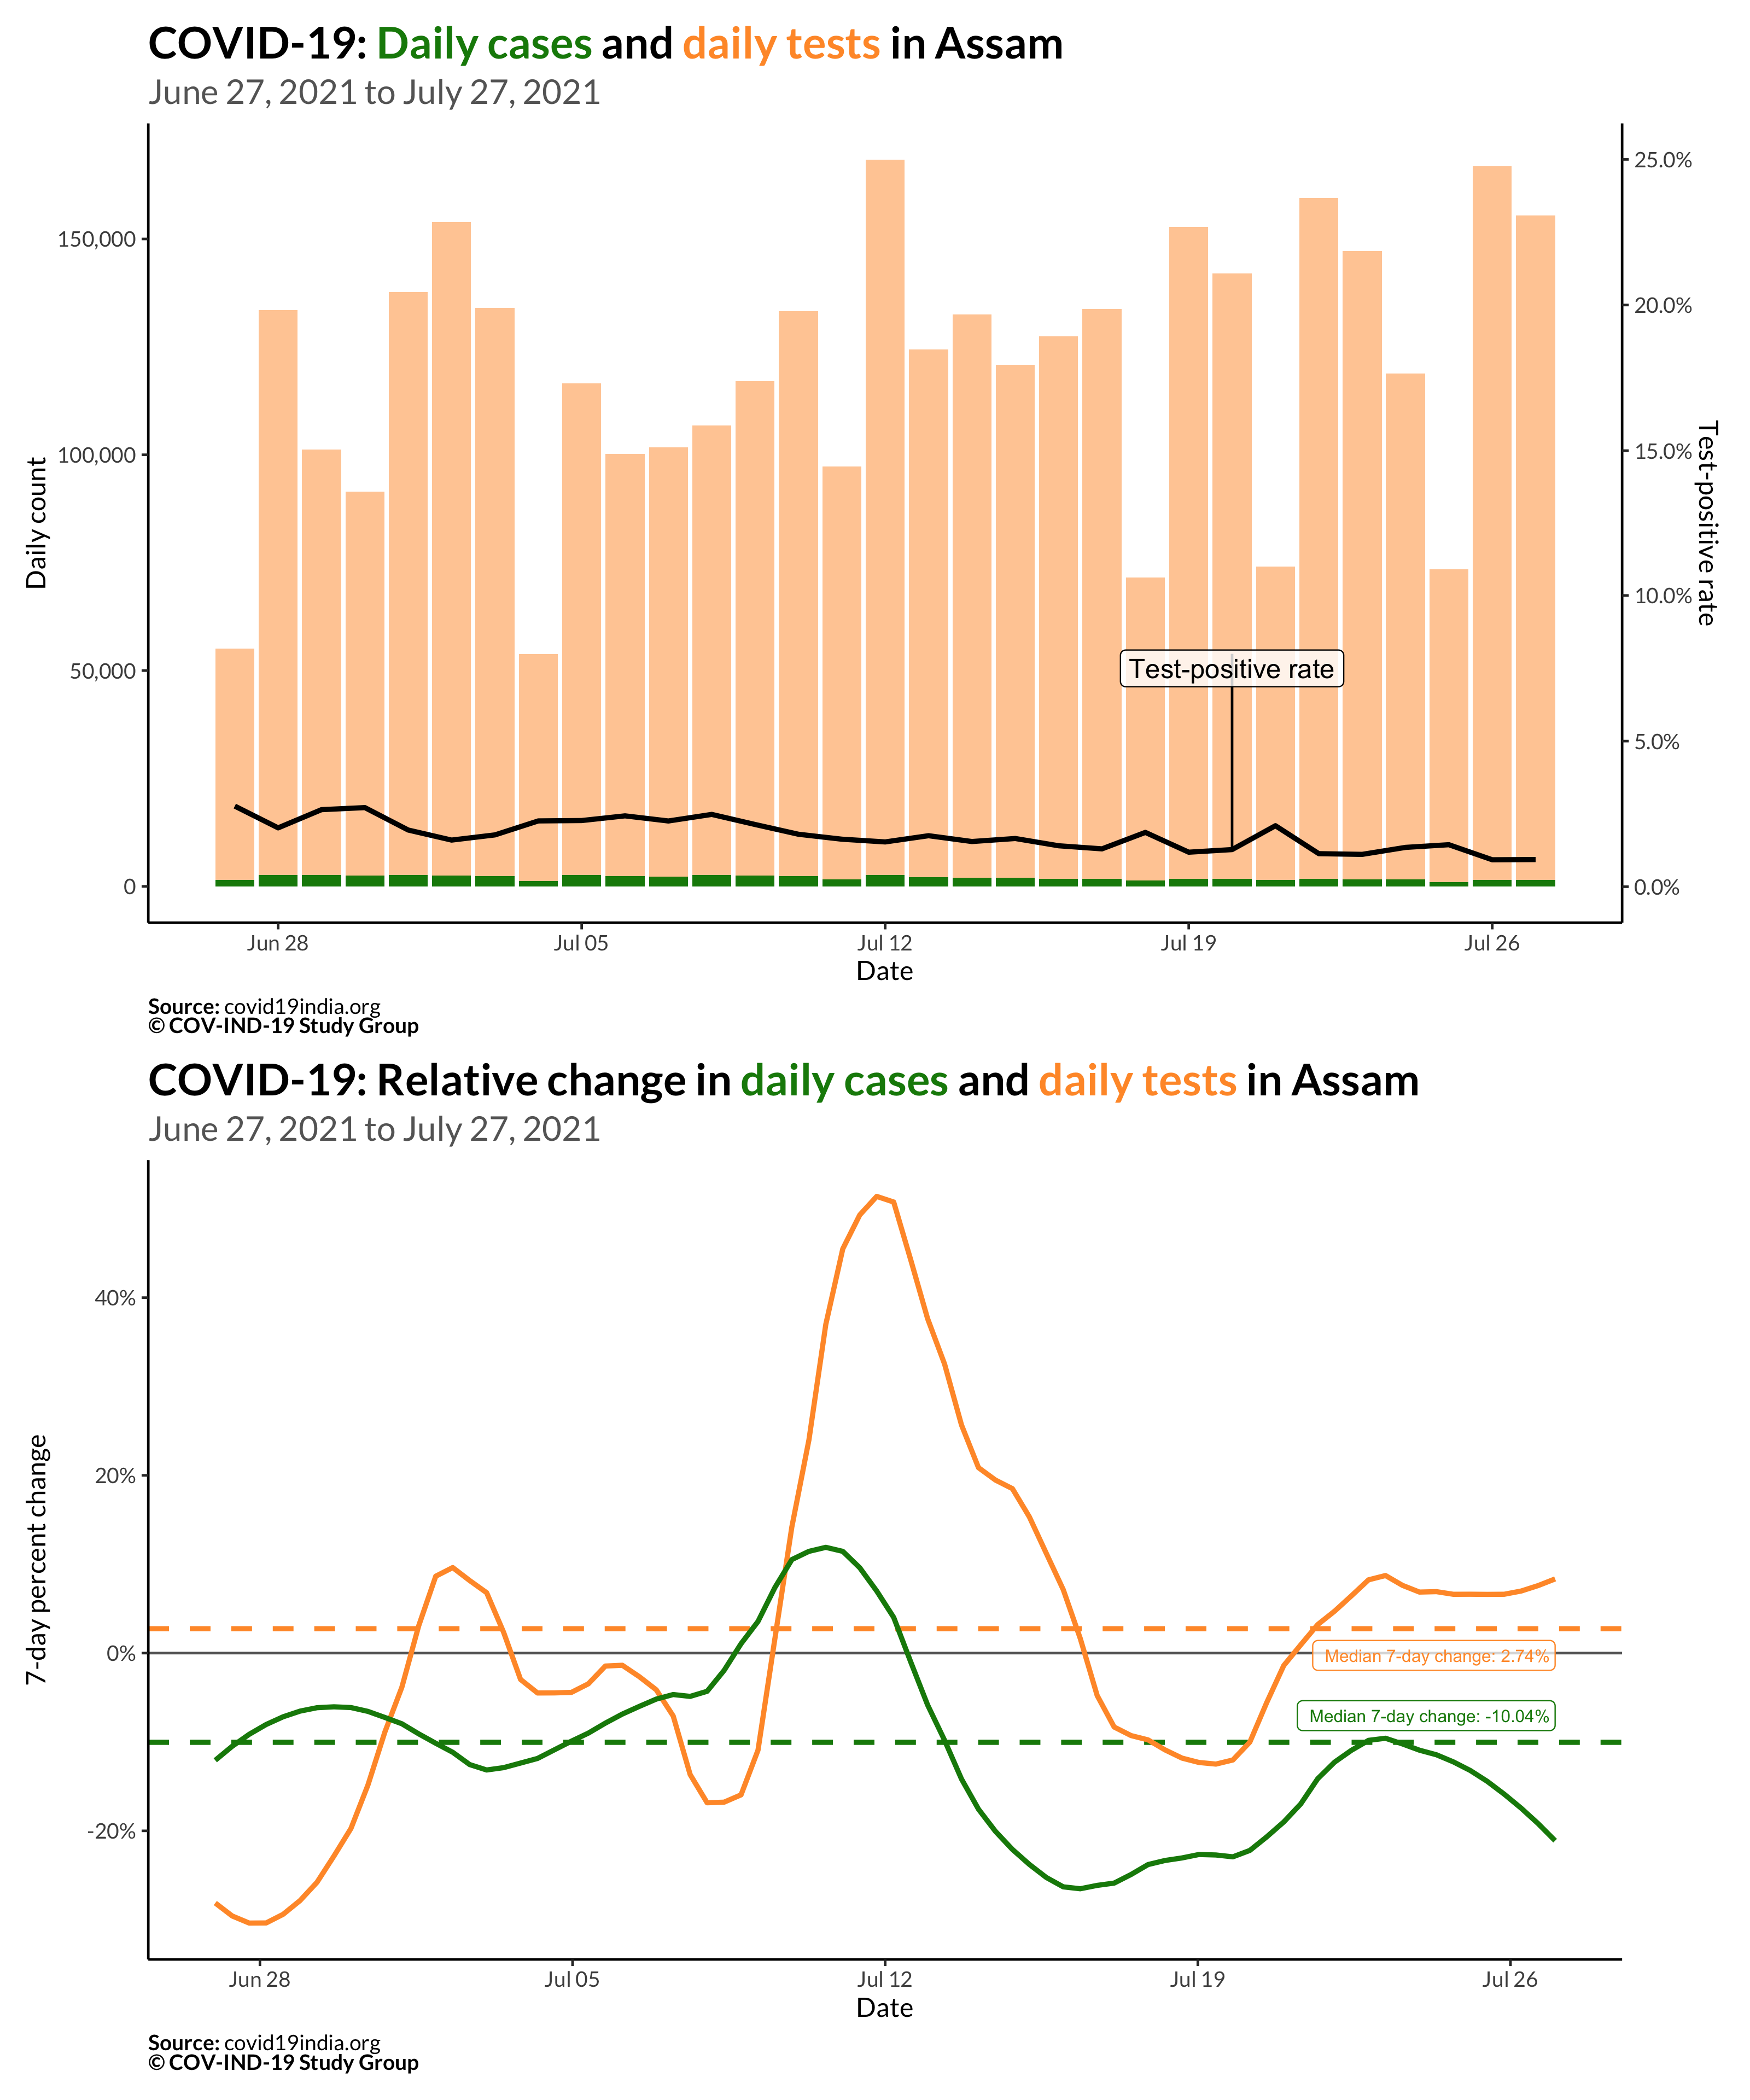 COVID-19: Daily cases and daily tests in Assam
June 27, 2021 to July 27, 2021
Daily count
150,000
100,000
50,000
0
25.0%
20.0%
15.0%
10.0%
5.0%
0.0%
Test-positive rate
Test-positive rate
Jun 28
Jul 05
Jul 12
Jul 19
Jul 26
Date
Source: covid19india.org
© COV-IND-19 Study Group
COVID-19: Relative change in daily cases and daily tests in Assam
June 27, 2021 to July 27, 2021
7-day percent change
40%
20%
0%
-20%
Median 7-day change: 2.74%
Median 7-day change: -10.04%
Jun 28
Jul 05
Jul 12
Jul 19
Jul 26
Date
Source: covid19india.org
© COV-IND-19 Study Group